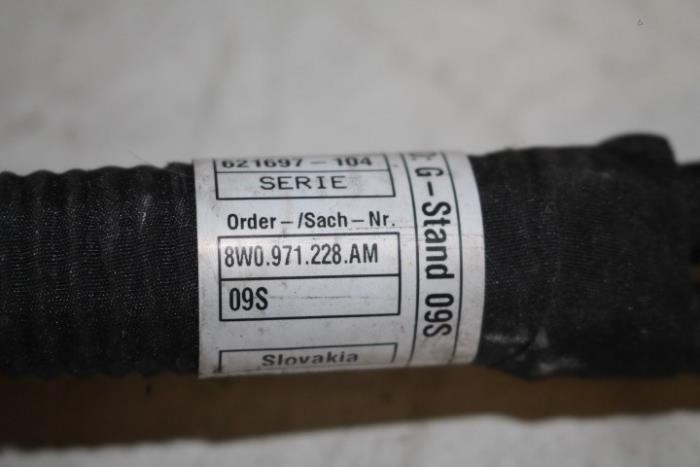 621697-104
SERIE
Order-/Sach-Nr.
8W0.971.228.AM
09S
Slovakia
G-Stand 09S